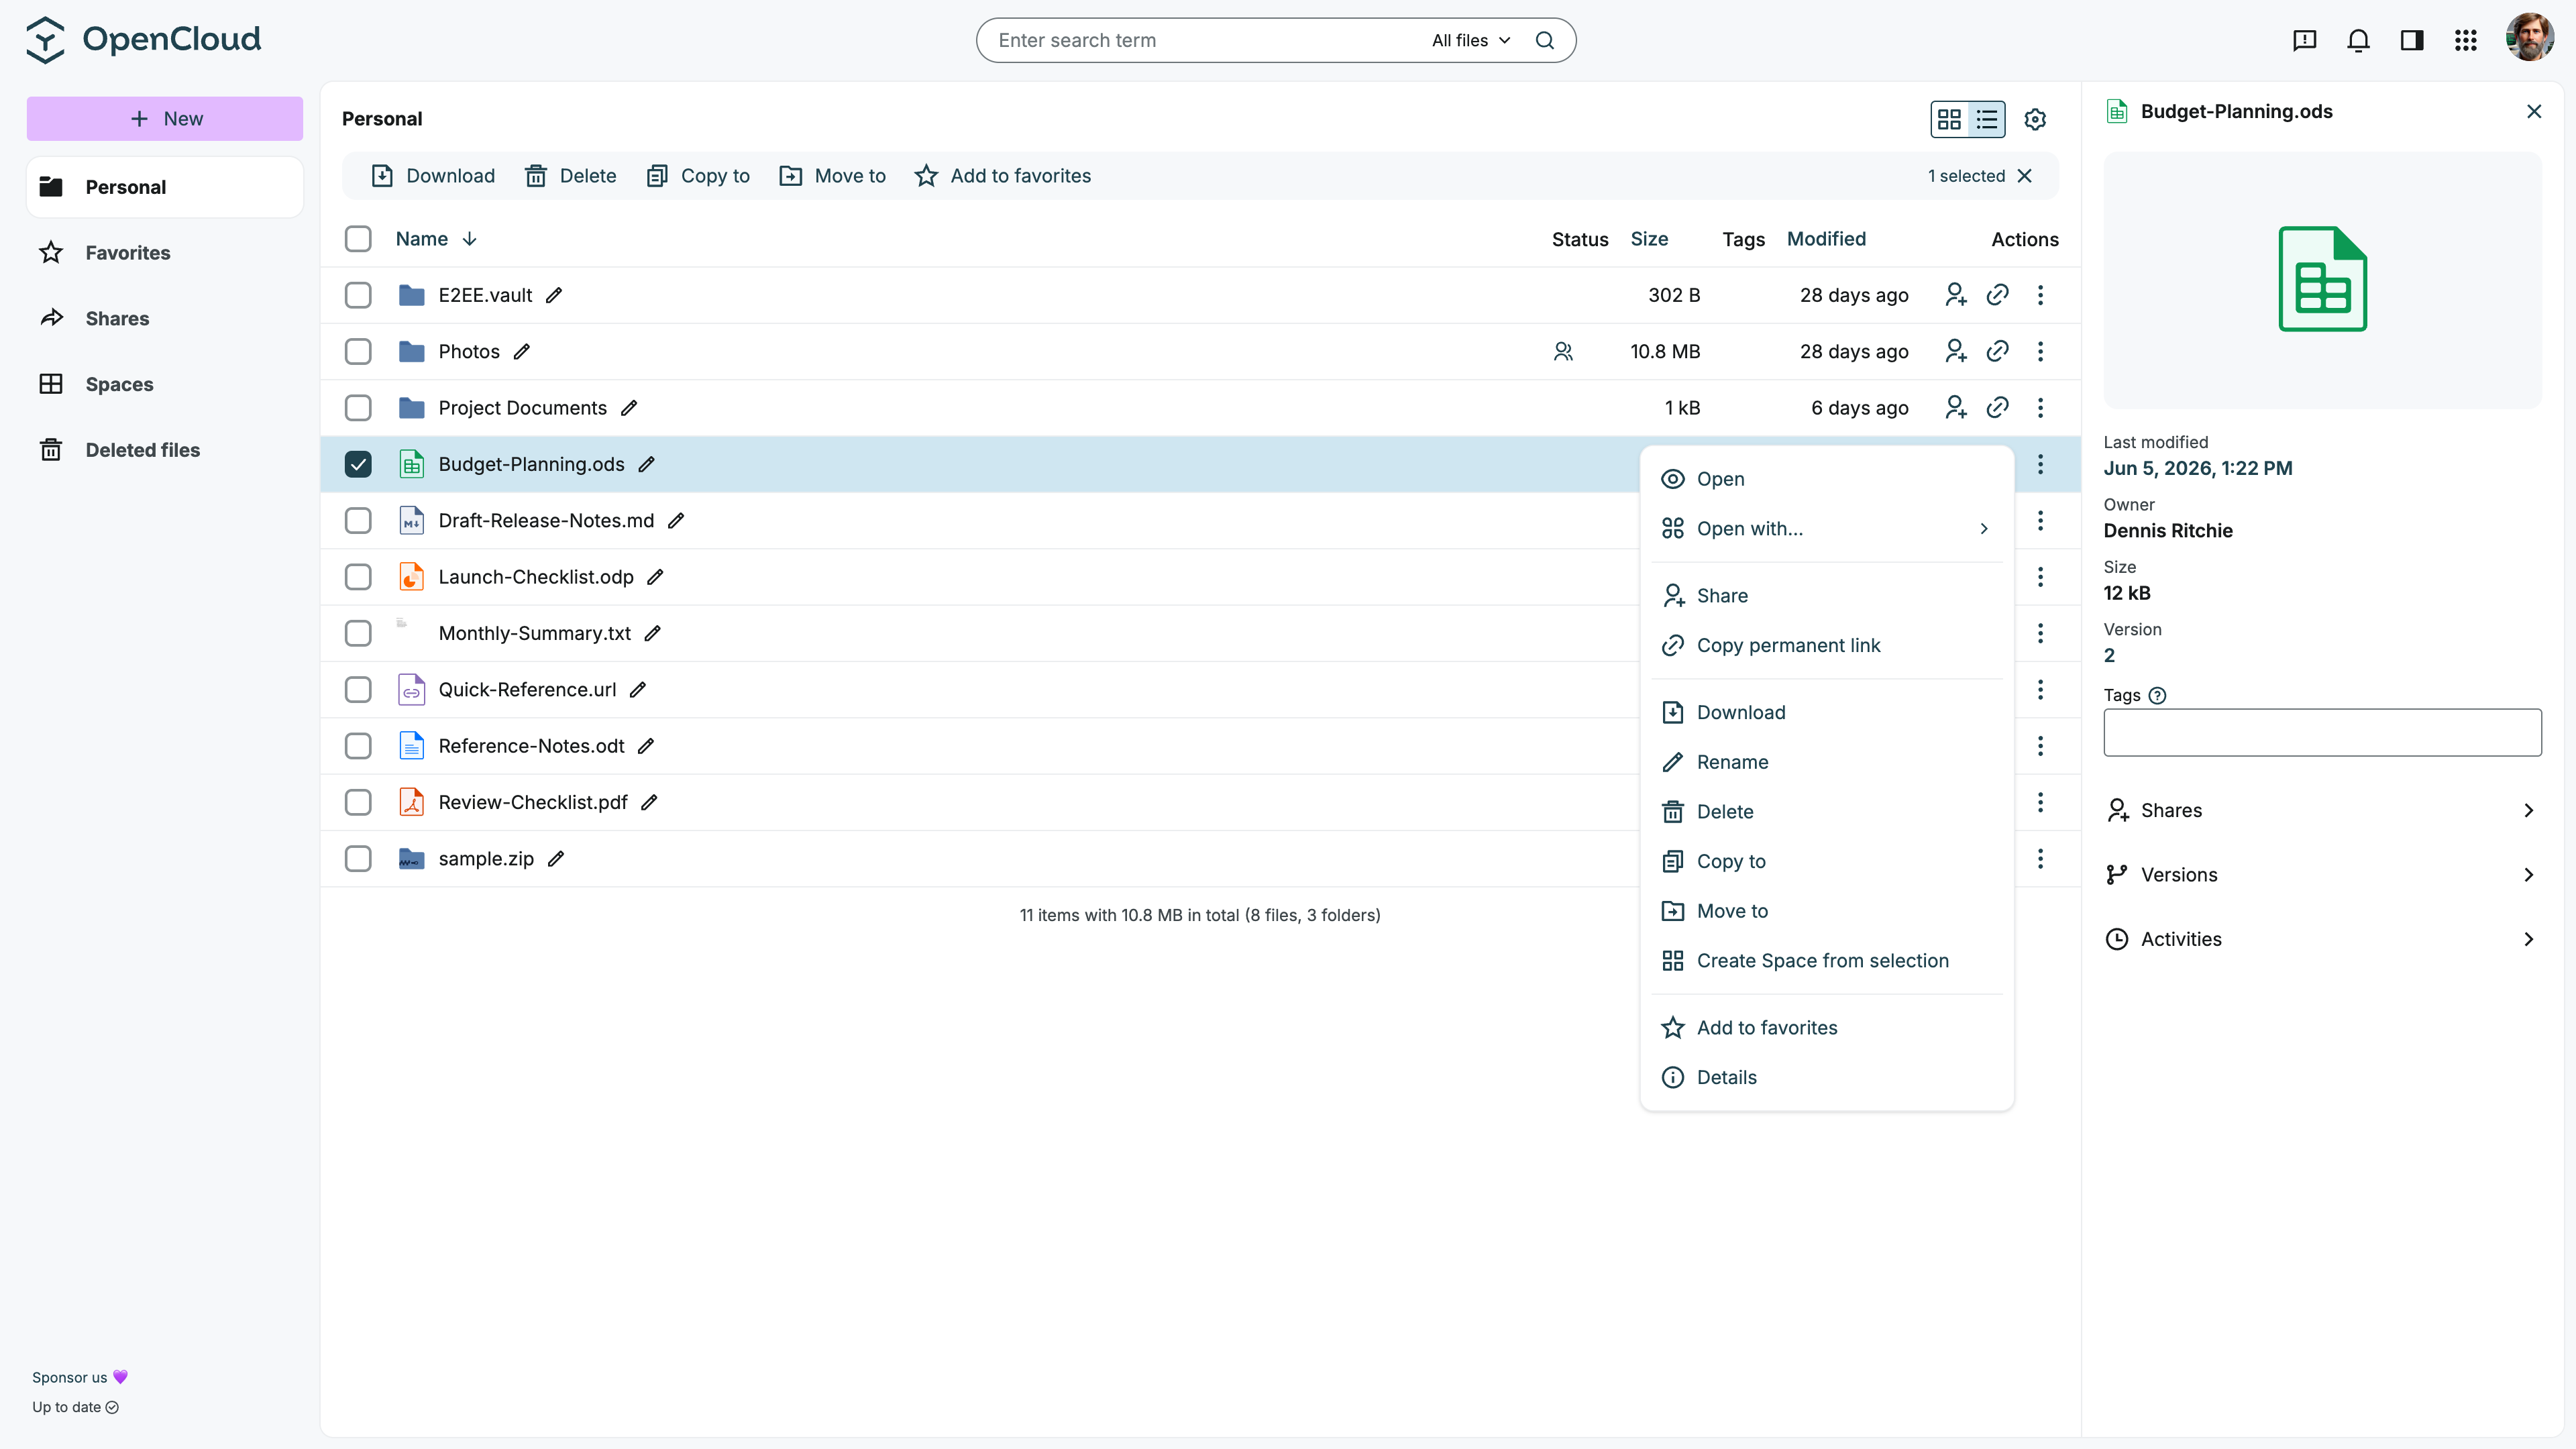 OpenCloud
Enter search term
All files
New
Personal
Favorites
Shares
Spaces
Deleted files
Sponsor us 💜
Up to date
Personal
Download
Delete
Copy to
Move to
Add to favorites
1 selected
Name
Status
Size
Tags
Modified
Actions
E2EE.vault 302 B 28 days ago
Photos 10.8 MB 28 days ago
Project Documents 1 kB 6 days ago
Budget-Planning.ods
Draft-Release-Notes.md
Launch-Checklist.odp
Monthly-Summary.txt
Quick-Reference.url
Reference-Notes.odt
Review-Checklist.pdf
sample.zip
11 items with 10.8 MB in total (8 files, 3 folders)
Open
Open with...
Share
Copy permanent link
Download
Rename
Delete
Copy to
Move to
Create Space from selection
Add to favorites
Details
Budget-Planning.ods
Last modified
Jun 5, 2026, 1:22 PM
Owner
Dennis Ritchie
Size
12 kB
Version
2
Tags
Shares
Versions
Activities